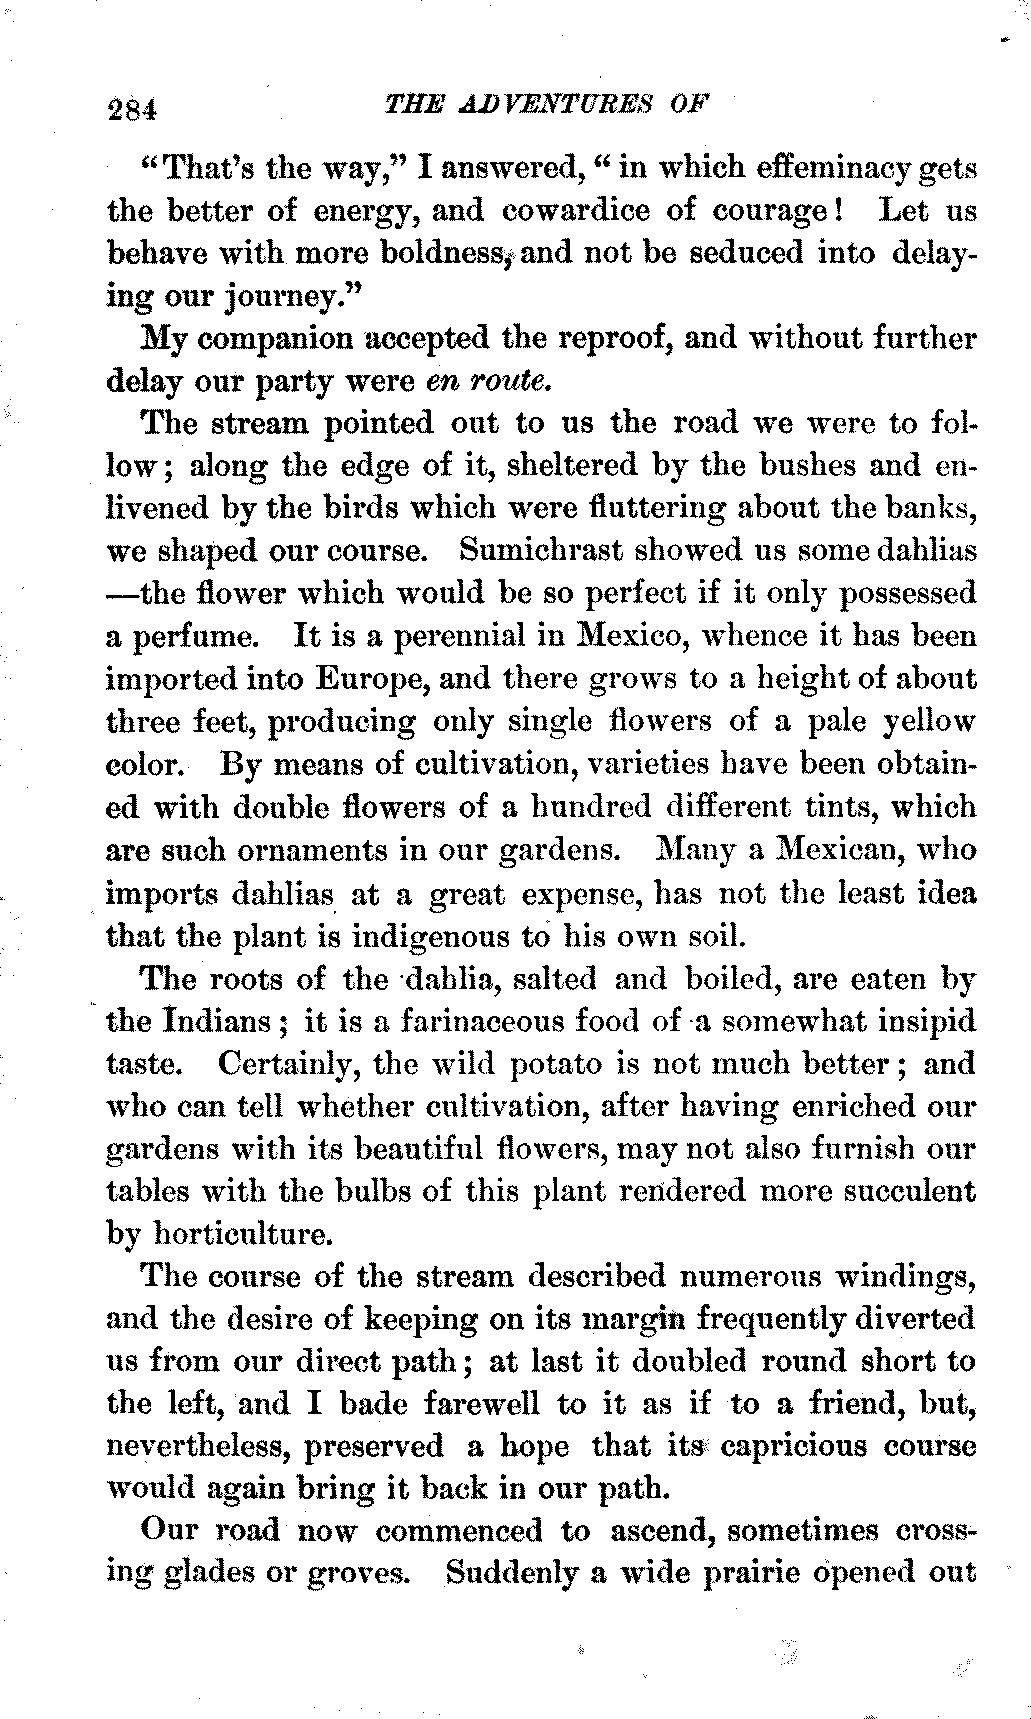 284 THE ADVENTURES OF
“That’s the way,” I answered, “ in which effeminacy gets
the better of energy, and cowardice of courage! Let us
behave with more boldness, and not be seduced into delay-
ing our journey.”
My companion accepted the reproof, and without further
delay our party were en route.
The stream pointed out to us the road we were to fol-
low; along the edge of it, sheltered by the bushes and en-
livened by the birds which were fluttering about the banks,
we shaped our course. Sumichrast showed us some dahlias
—the flower which would be so perfect if it only possessed
a perfume. It is a perennial in Mexico, whence it has been
imported into Europe, and there grows to a height of about
three feet, producing only single flowers of a pale yellow
color. By means of cultivation, varieties have been obtain-
ed with double flowers of a hundred different tints, which
are such ornaments in our gardens. Many a Mexican, who
imports dahlias at a great expense, has not the least idea
that the plant is indigenous to his own soil.
The roots of the dahlia, salted and boiled, are eaten by
the Indians; it is a farinaceous food of a somewhat insipid
taste. Certainly, the wild potato is not much better; and
who can tell whether cultivation, after having enriched our
gardens with its beautiful flowers, may not also furnish our
tables with the bulbs of this plant rendered more succulent
by horticulture.
The course of the stream described numerous windings,
and the desire of keeping on its margin frequently diverted
us from our direct path; at last it doubled round short to
the left, and I bade farewell to it as if to a friend, but,
nevertheless, preserved a hope that its capricious course
would again bring it back in our path.
Our road now commenced to ascend, sometimes cross-
ing glades or groves. Suddenly a wide prairie opened out